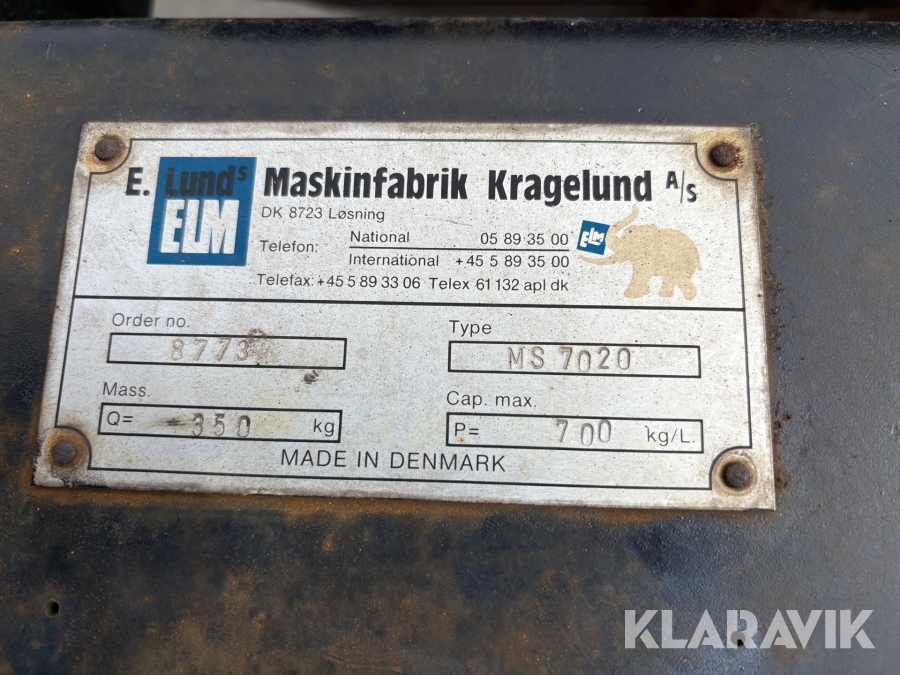 E. Lund's Maskinfabrik Kragelund A/S
ELM
DK 8723 Løsning
Telefon: National 05 89 35 00
International +45 5 89 35 00
ELM
Telefax: +45 5 89 33 06 Telex 61 132 apl dk
Order no.
8773
Type
MS 7020
Mass.
Q= 350 kg
Cap. max.
P= 700 kg/L.
MADE IN DENMARK
KLARAVIK